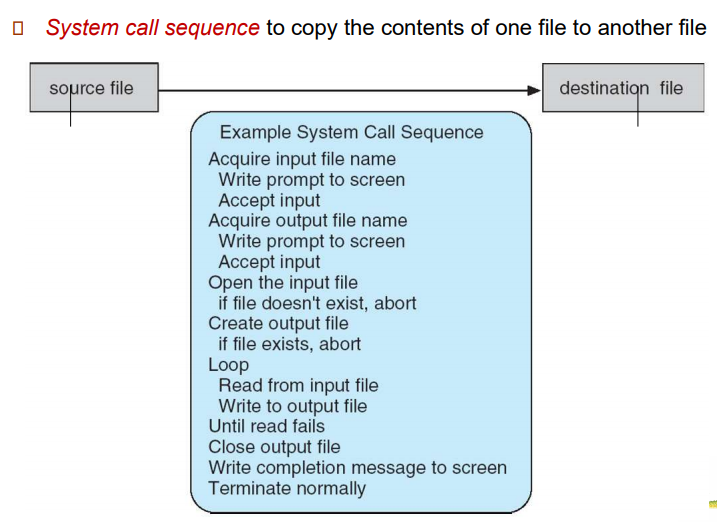 System call sequence to copy the contents of one file to another file
source file
destination file
Example System Call Sequence
Acquire input file name
Write prompt to screen
Accept input
Acquire output file name
Write prompt to screen
Accept input
Open the input file
if file doesn't exist, abort
Create output file
if file exists, abort
Loop
Read from input file
Write to output file
Until read fails
Close output file
Write completion message to screen
Terminate normally